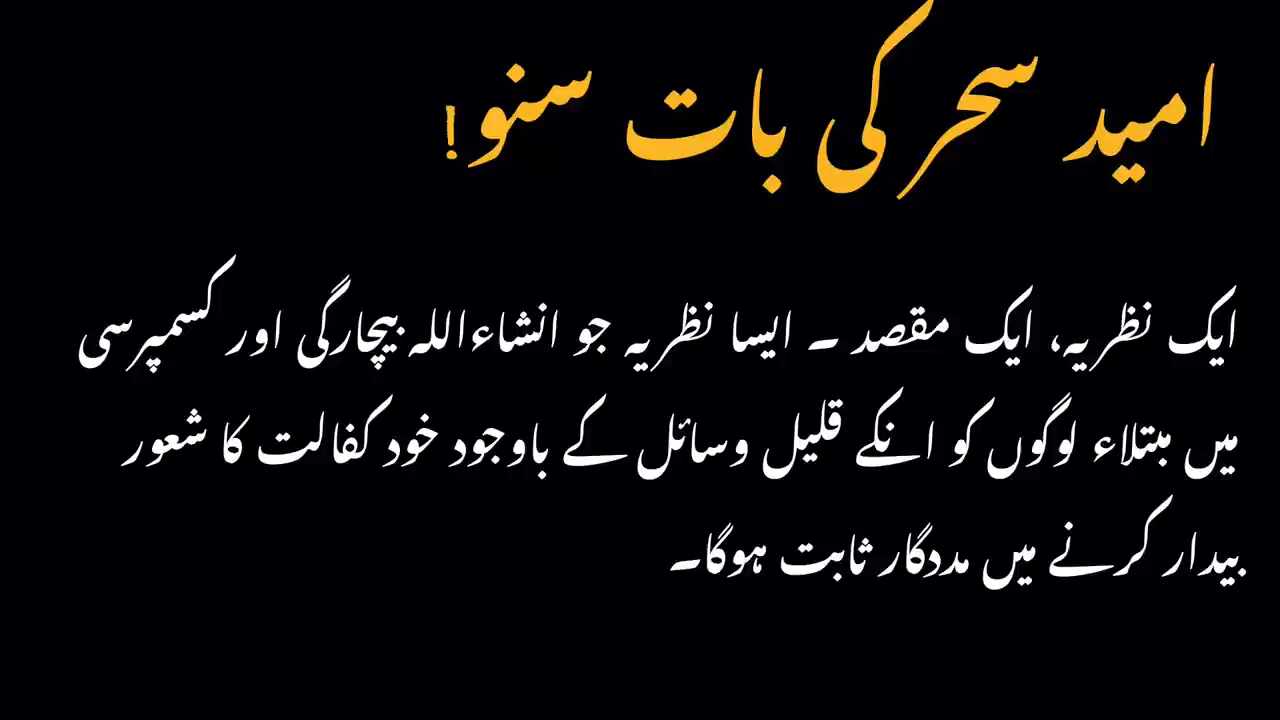 امید سحر کی بات سنو!
ایک نظریہ، ایک مقصد ۔ ایسا نظریہ جو انشاءاللہ بیچارگی اور کسمپرسی
میں مبتلاء لوگوں کو انکے قلیل وسائل کے باوجود خود کفالت کا شعور
بیدار کرنے میں مددگار ثابت ہوگا۔